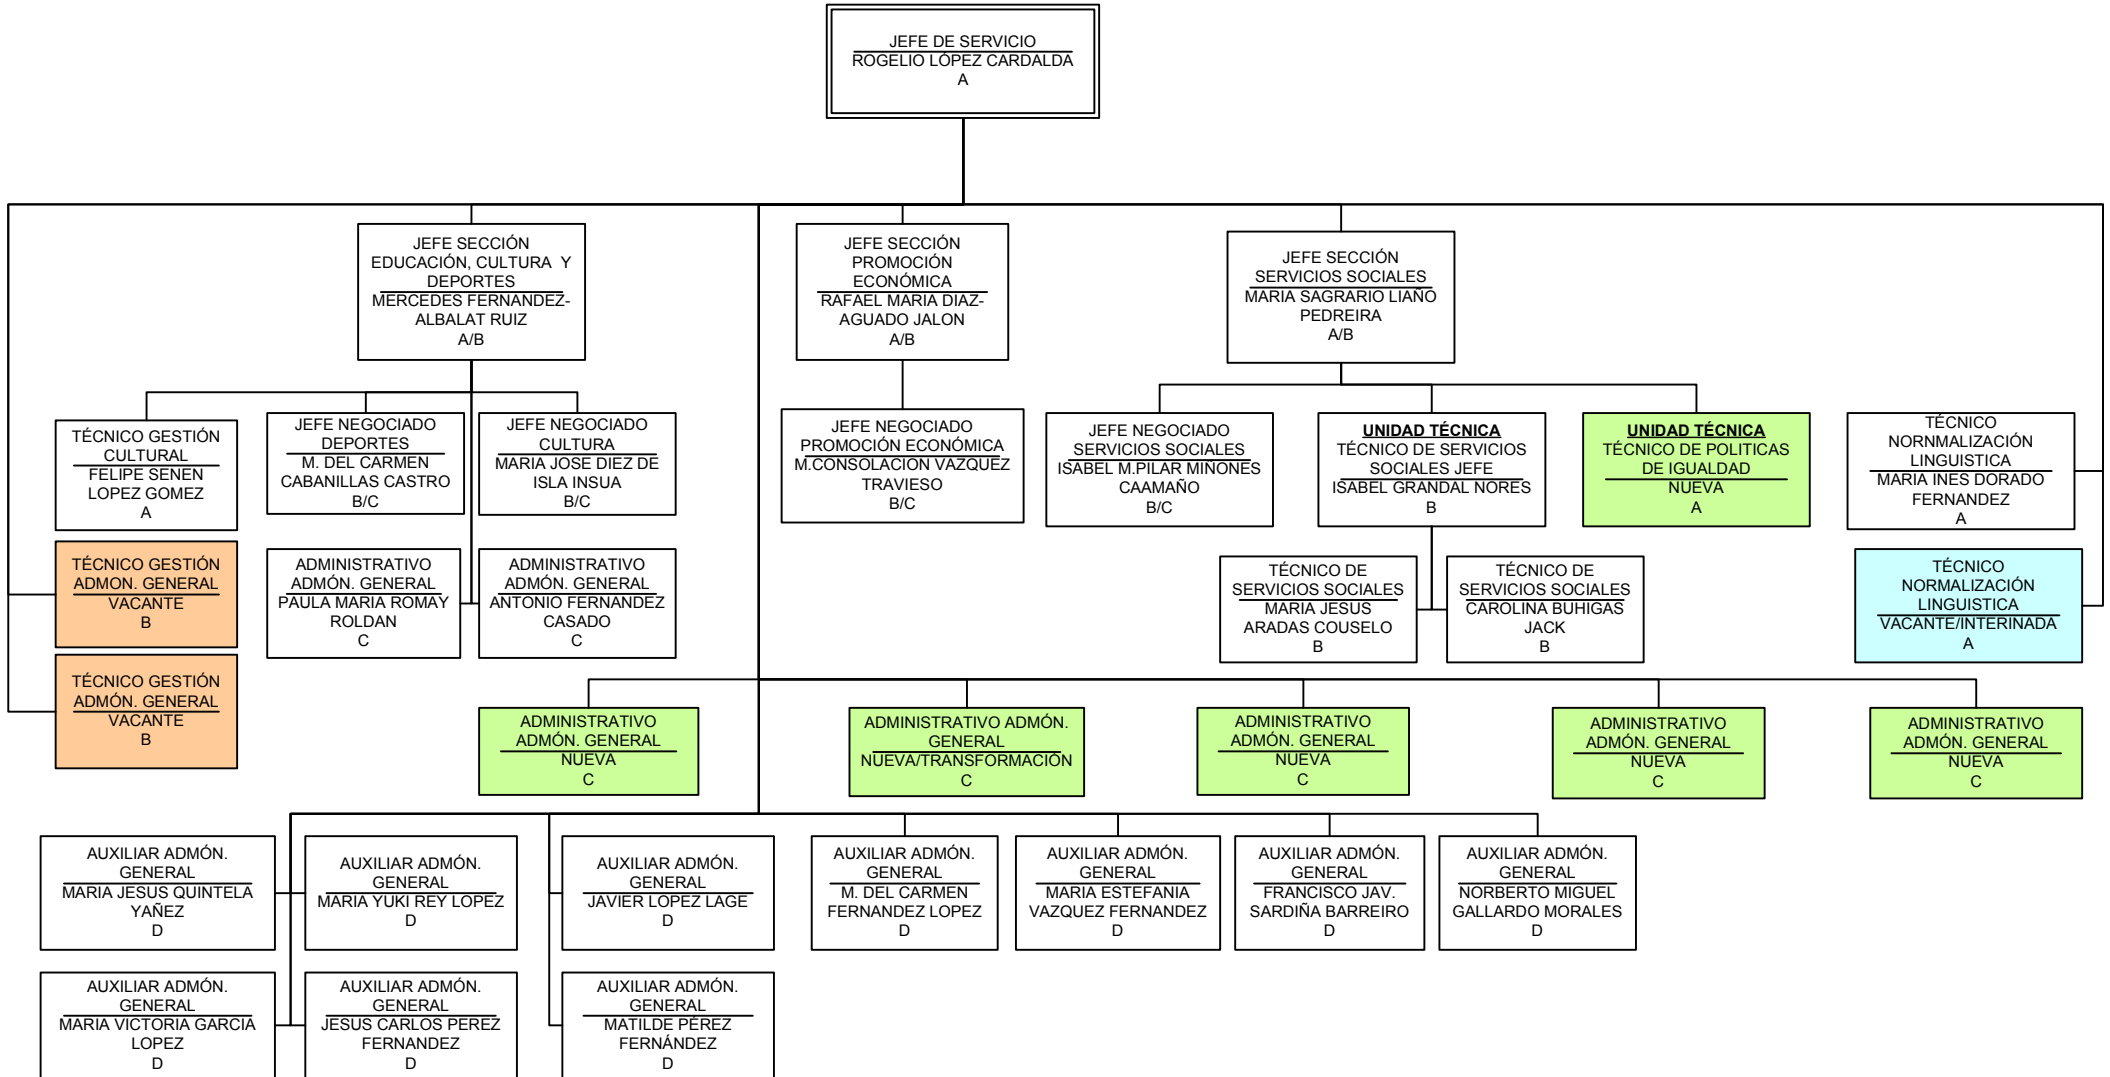 JEFE DE SERVICIO
ROGELIO LÓPEZ CARDALDA
A
JEFE SECCIÓN
EDUCACIÓN, CULTURA Y
DEPORTES
MERCEDES FERNANDEZ-
ALBALAT RUIZ
A/B
JEFE SECCIÓN
PROMOCIÓN
ECONÓMICA
RAFAEL MARIA DIAZ-
AGUADO JALON
A/B
JEFE SECCIÓN
SERVICIOS SOCIALES
MARIA SAGRARIO LIAÑO
PEDREIRA
A/B
TÉCNICO GESTIÓN
CULTURAL
FELIPE SENEN
LOPEZ GOMEZ
A
JEFE NEGOCIADO
DEPORTES
M. DEL CARMEN
CABANILLAS CASTRO
B/C
JEFE NEGOCIADO
CULTURA
MARIA JOSE DIEZ DE
ISLA INSUA
B/C
JEFE NEGOCIADO
PROMOCIÓN ECONÓMICA
M.CONSOLACION VAZQUEZ
TRAVIESO
B/C
JEFE NEGOCIADO
SERVICIOS SOCIALES
ISABEL M.PILAR MIÑONES
CAAMAÑO
B/C
UNIDAD TÉCNICA
TÉCNICO DE SERVICIOS
SOCIALES JEFE
ISABEL GRANDAL NORES
B
UNIDAD TÉCNICA
TÉCNICO DE POLITICAS
DE IGUALDAD
NUEVA
A
TÉCNICO
NORNMALIZACIÓN
LINGUISTICA
MARIA INES DORADO
FERNANDEZ
A
TÉCNICO GESTIÓN
ADMON. GENERAL
VACANTE
B
ADMINISTRATIVO
ADMÓN. GENERAL
PAULA MARIA ROMAY
ROLDAN
C
ADMINISTRATIVO
ADMÓN. GENERAL
ANTONIO FERNANDEZ
CASADO
C
TÉCNICO DE
SERVICIOS SOCIALES
MARIA JESUS
ARADAS COUSELO
B
TÉCNICO DE
SERVICIOS SOCIALES
CAROLINA BUHIGAS
JACK
B
TÉCNICO
NORMALIZACIÓN
LINGUISTICA
VACANTE/INTERINADA
A
TÉCNICO GESTIÓN
ADMÓN. GENERAL
VACANTE
B
ADMINISTRATIVO
ADMÓN. GENERAL
NUEVA
C
ADMINISTRATIVO ADMÓN.
GENERAL
NUEVA/TRANSFORMACIÓN
C
ADMINISTRATIVO
ADMÓN. GENERAL
NUEVA
C
ADMINISTRATIVO
ADMÓN. GENERAL
NUEVA
C
ADMINISTRATIVO
ADMÓN. GENERAL
NUEVA
C
AUXILIAR ADMÓN.
GENERAL
MARIA JESUS QUINTELA
YAÑEZ
D
AUXILIAR ADMÓN.
GENERAL
MARIA YUKI REY LOPEZ
D
AUXILIAR ADMÓN.
GENERAL
JAVIER LOPEZ LAGE
D
AUXILIAR ADMÓN.
GENERAL
M. DEL CARMEN
FERNANDEZ LOPEZ
D
AUXILIAR ADMÓN.
GENERAL
MARIA ESTEFANIA
VAZQUEZ FERNANDEZ
D
AUXILIAR ADMÓN.
GENERAL
FRANCISCO JAV.
SARDIÑA BARREIRO
D
AUXILIAR ADMÓN.
GENERAL
NORBERTO MIGUEL
GALLARDO MORALES
D
AUXILIAR ADMÓN.
GENERAL
MARIA VICTORIA GARCIA
LOPEZ
D
AUXILIAR ADMÓN.
GENERAL
JESUS CARLOS PEREZ
FERNANDEZ
D
AUXILIAR ADMÓN.
GENERAL
MATILDE PÉREZ
FERNÁNDEZ
D